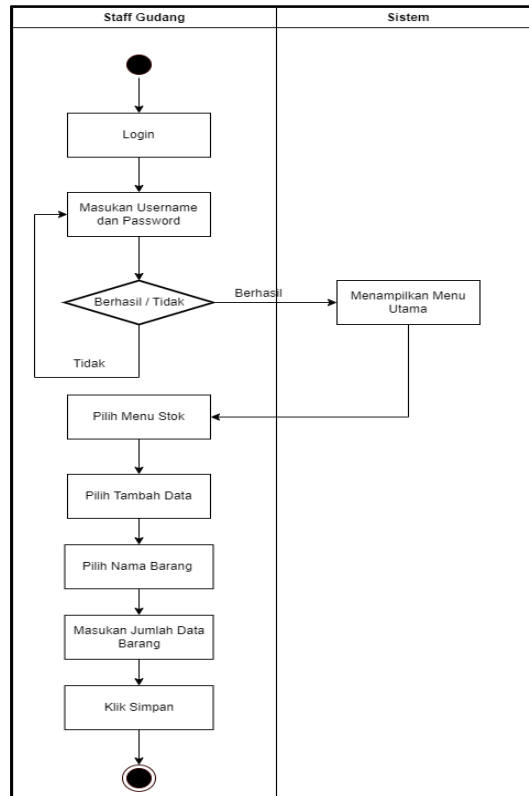 Staff Gudang
Sistem
Login
Masukan Username
dan Password
Berhasil / Tidak
Berhasil
Menampilkan Menu
Utama
Tidak
Pilih Menu Stok
Pilih Tambah Data
Pilih Nama Barang
Masukan Jumlah Data
Barang
Klik Simpan